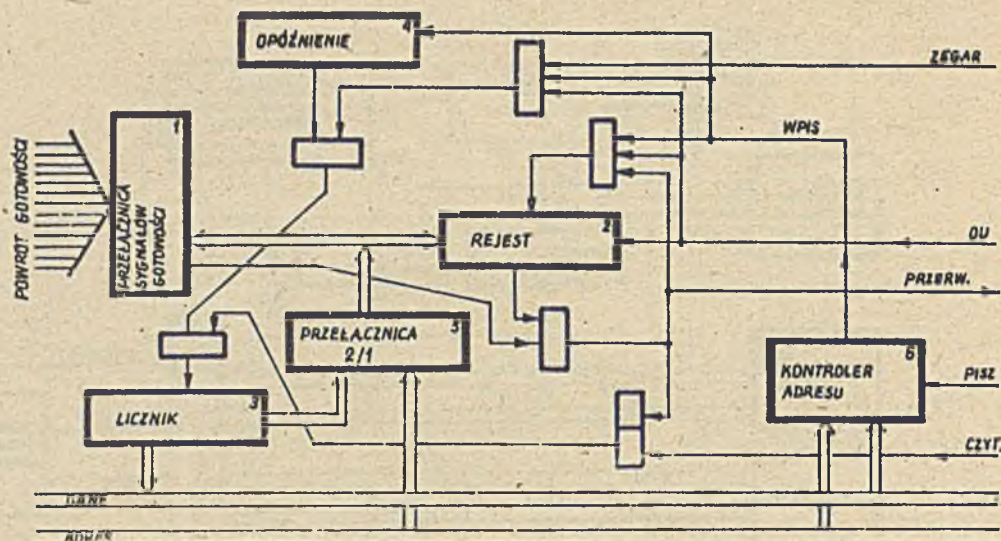 4
OPÓŹNIENIE
ZEGAR
1
PRZEŁĄCZNICA
SYGNAŁÓW
GOTOWOŚCI
POWRÓT GOTOWOŚCI
WPIS
2
REJEST
OU
PRZERW.
5
PRZEŁĄCZNICA
2/1
6
KONTROLER
ADRESU
PISZ
3
LICZNIK
CZYT.
DANE
ADRES